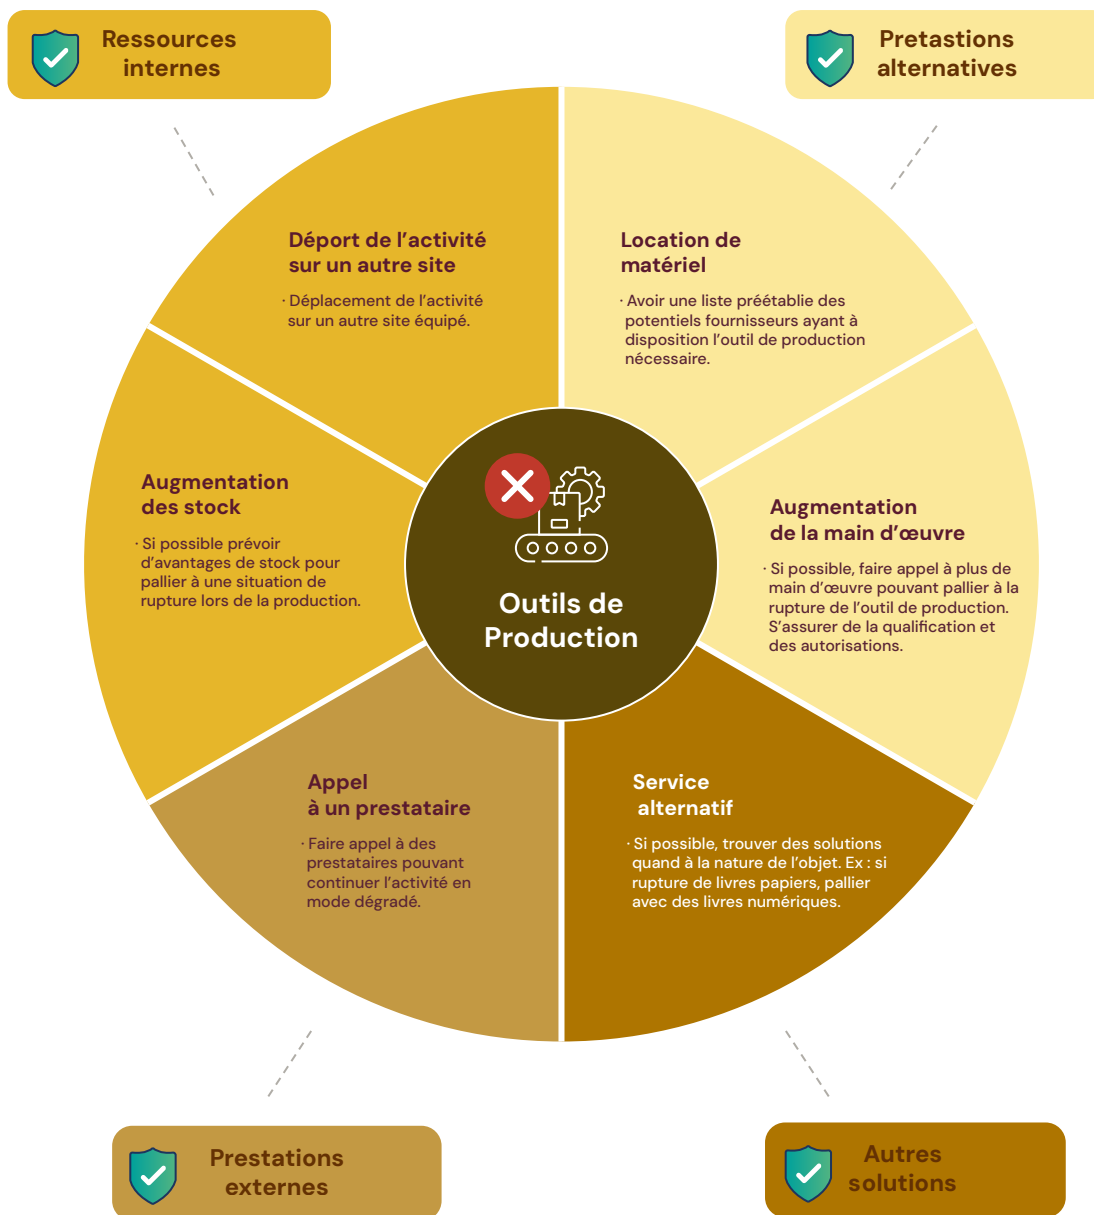 Ressources
internes
Pretastions
alternatives
Déport de l’activité
sur un autre site
· Déplacement de l’activité
sur un autre site équipé.
Location de
matériel
· Avoir une liste préétablie des
potentiels fournisseurs ayant à
disposition l’outil de production
nécessaire.
Augmentation
des stock
· Si possible prévoir
d’avantages de stock pour
pallier à une situation de
rupture lors de la production.
Outils de
Production
Augmentation
de la main d’œuvre
· Si possible, faire appel à plus de
main d’œuvre pouvant pallier à la
rupture de l’outil de production.
S’assurer de la qualification et
des autorisations.
Appel
à un prestataire
· Faire appel à des
prestataires pouvant
continuer l’activité en
mode dégradé.
Service
alternatif
· Si possible, trouver des solutions
quand à la nature de l’objet. Ex : si
rupture de livres papiers, pallier
avec des livres numériques.
Prestations
externes
Autres
solutions